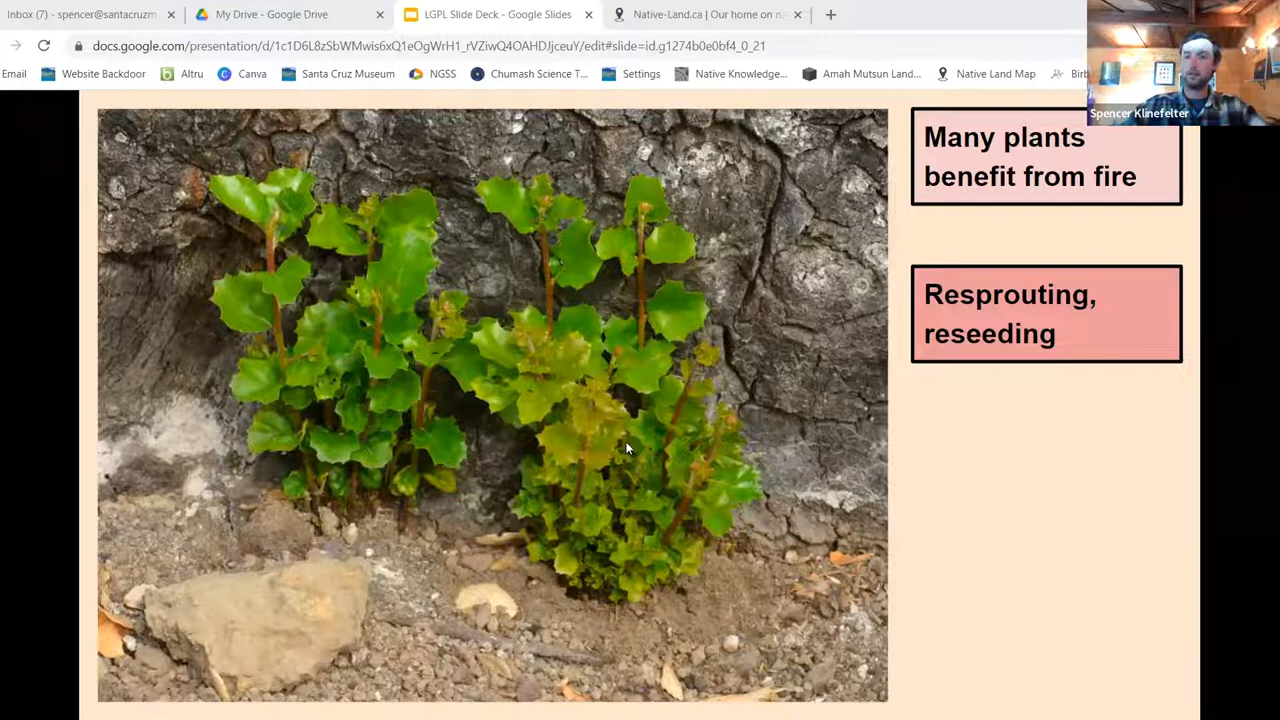 Inbox (7) - spencer@santacruzm
My Drive - Google Drive
LGPL Slide Deck - Google Slides
Native-Land.ca | Our home on na
docs.google.com/presentation/d/1c1D6L8zSbWMwis6xQ1eOgWrH1_rVZiwQ4OAHDJjceuY/edit#slide=id.g1274b0e0bf4_0_21
Email Website Backdoor Altru Canva Santa Cruz Museum NGSS Chumash Science T... Settings Native Knowledge... Amah Mutsun Land... Native Land Map Birb
Spencer Klinefelter
Many plants
benefit from fire
Resprouting,
reseeding